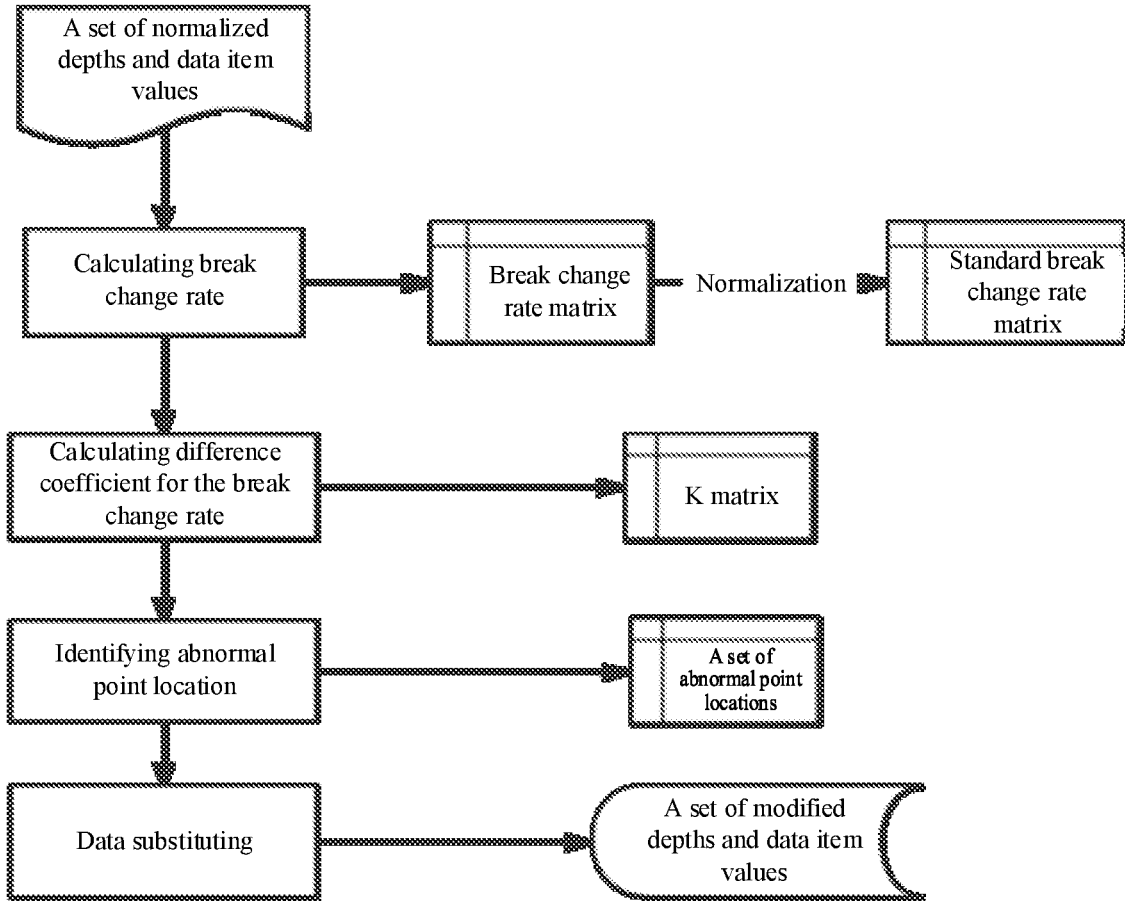 A set of normalized
depths and data item
values
Calculating break
change rate
Break change
rate matrix
Normalization
Standard break
change rate
matrix
Calculating difference
coefficient for the break
change rate
K matrix
Identifying abnormal
point location
A set of
abnormal point
locations
Data substituting
A set of modified
depths and data item
values